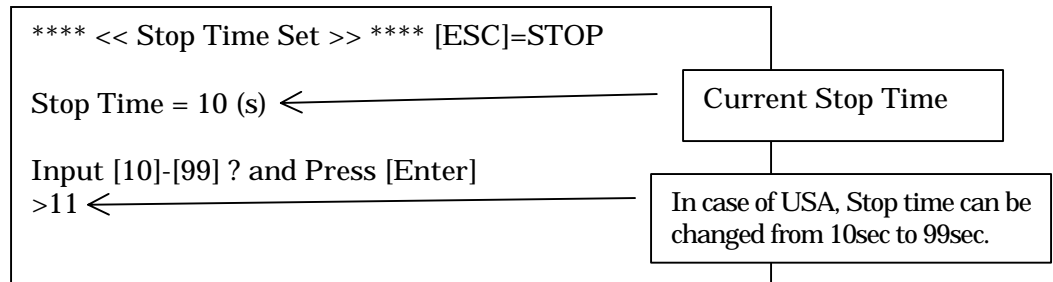 **** << Stop Time Set >> **** [ESC]=STOP
Stop Time = 10 (s)
Current Stop Time
Input [10]-[99] ? and Press [Enter]
>11
In case of USA, Stop time can be
changed from 10sec to 99sec.